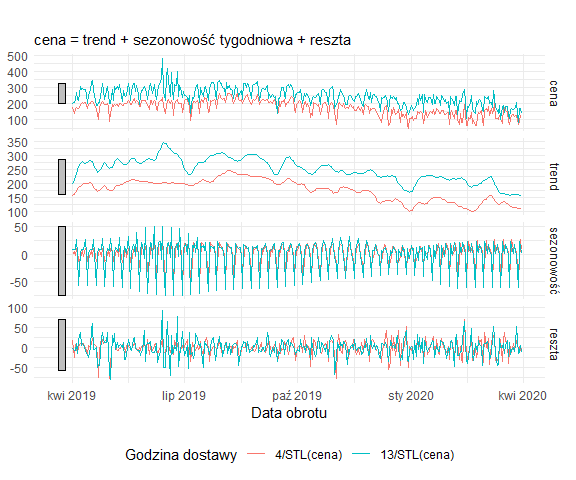 cena = trend + sezonowość tygodniowa + reszta
500
400
300
200
100
cena
350
300
250
200
150
100
trend
50
0
−50
sezonowość
100
50
0
−50
reszta
kwi 2019
lip 2019
paź 2019
sty 2020
kwi 2020
Data obrotu
Godzina dostawy
4/STL(cena)
13/STL(cena)